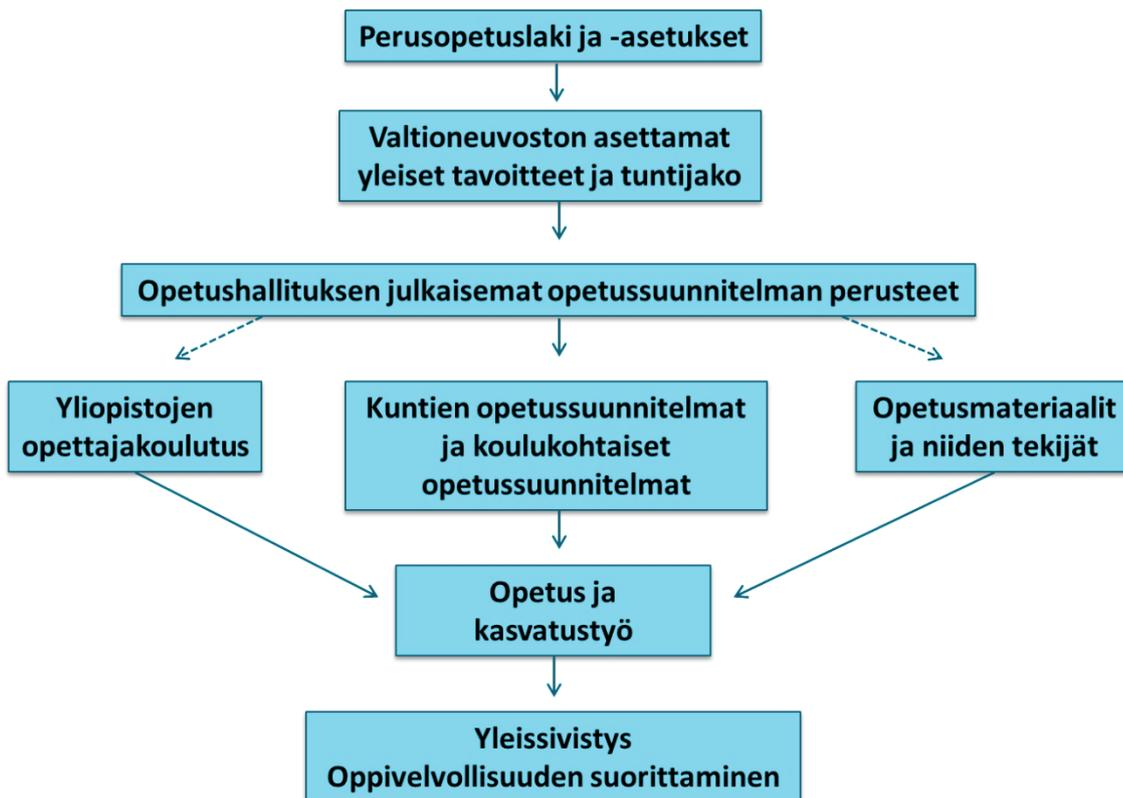 Perusopetuslaki ja -asetukset
Valtioneuvoston asettamat
yleiset tavoitteet ja tuntijako
Opetushallituksen julkaisemat opetussuunnitelman perusteet
Yliopistojen
opettajakoulutus
Kuntien opetussuunnitelmat
ja koulukohtaiset
opetussuunnitelmat
Opetusmateriaalit
ja niiden tekijät
Opetus ja
kasvatustyö
Yleissivistys
Oppivelvollisuuden suorittaminen